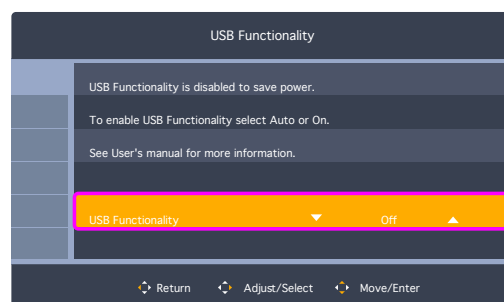 USB Functionality
USB Functionality is disabled to save power.
To enable USB Functionality select Auto or On.
See User's manual for more information.
USB Functionality Off
Return Adjust/Select Move/Enter